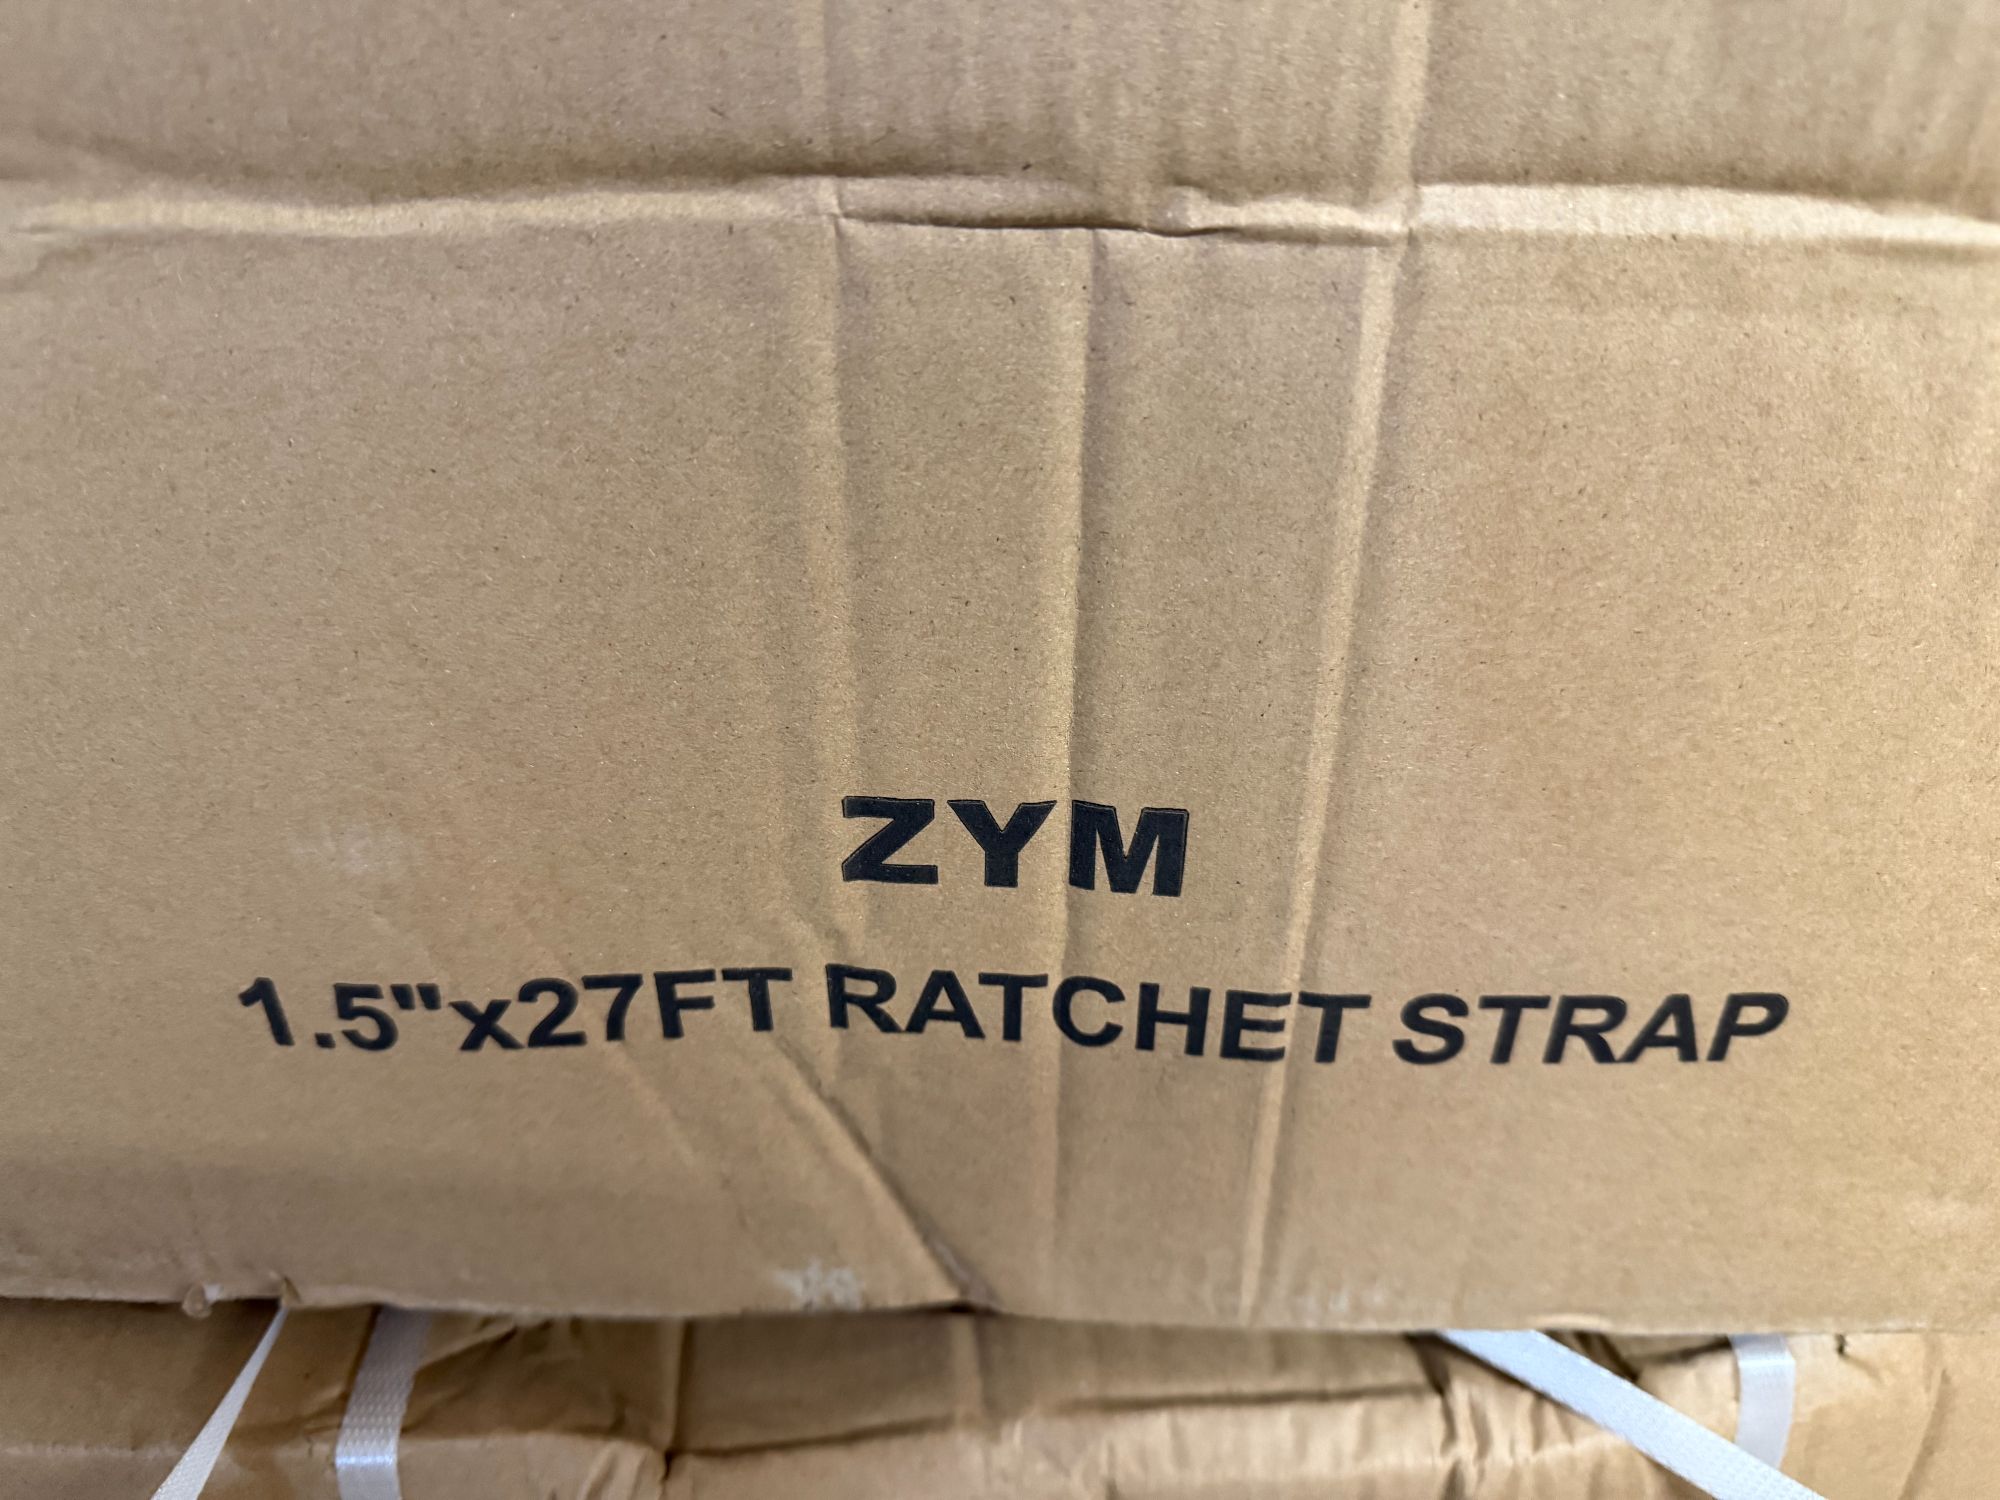 ZYM
1.5"x27FT RATCHET STRAP